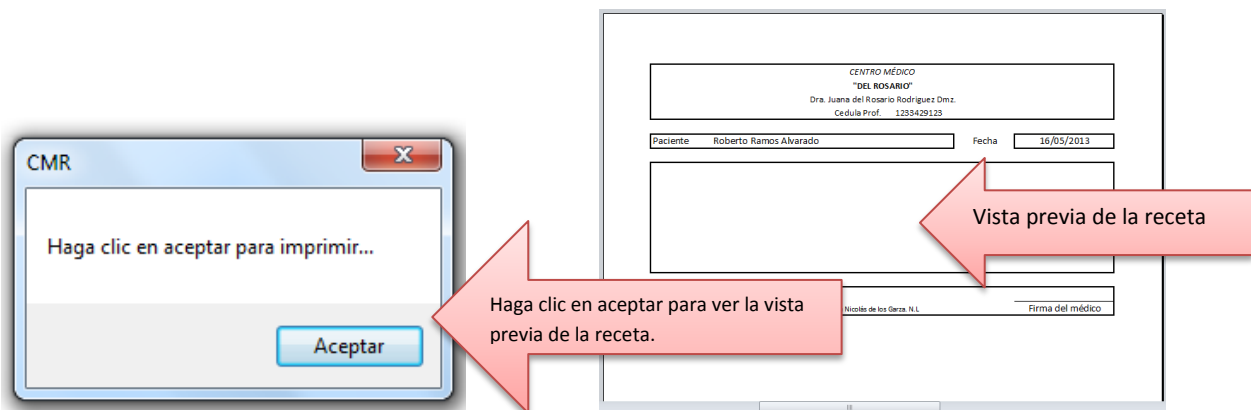 CENTRO MÉDICO
"DEL ROSARIO"
Dra. Juana del Rosario Rodriguez Dmz.
Cedula Prof. 1233429123
Paciente Roberto Ramos Alvarado Fecha 16/05/2013
CMR
Haga clic en aceptar para imprimir...
Aceptar
Vista previa de la receta
Haga clic en aceptar para ver la vista
previa de la receta.
Nicolás de los Garza. N.L
Firma del médico